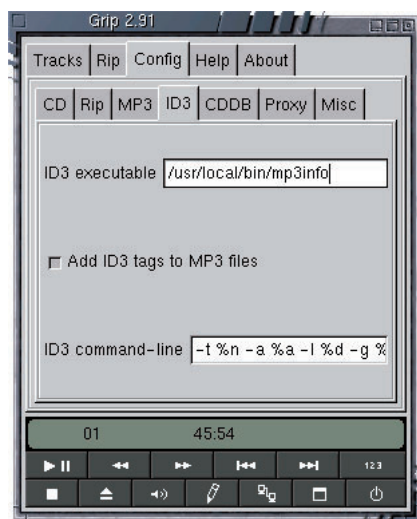 Grip 2.91
Tracks Rip Config Help About
CD Rip MP3 ID3 CDDB Proxy Misc
ID3 executable /usr/local/bin/mp3info
Add ID3 tags to MP3 files
ID3 command-line -t %n -a %a -l %d -g %
01 45:54
123